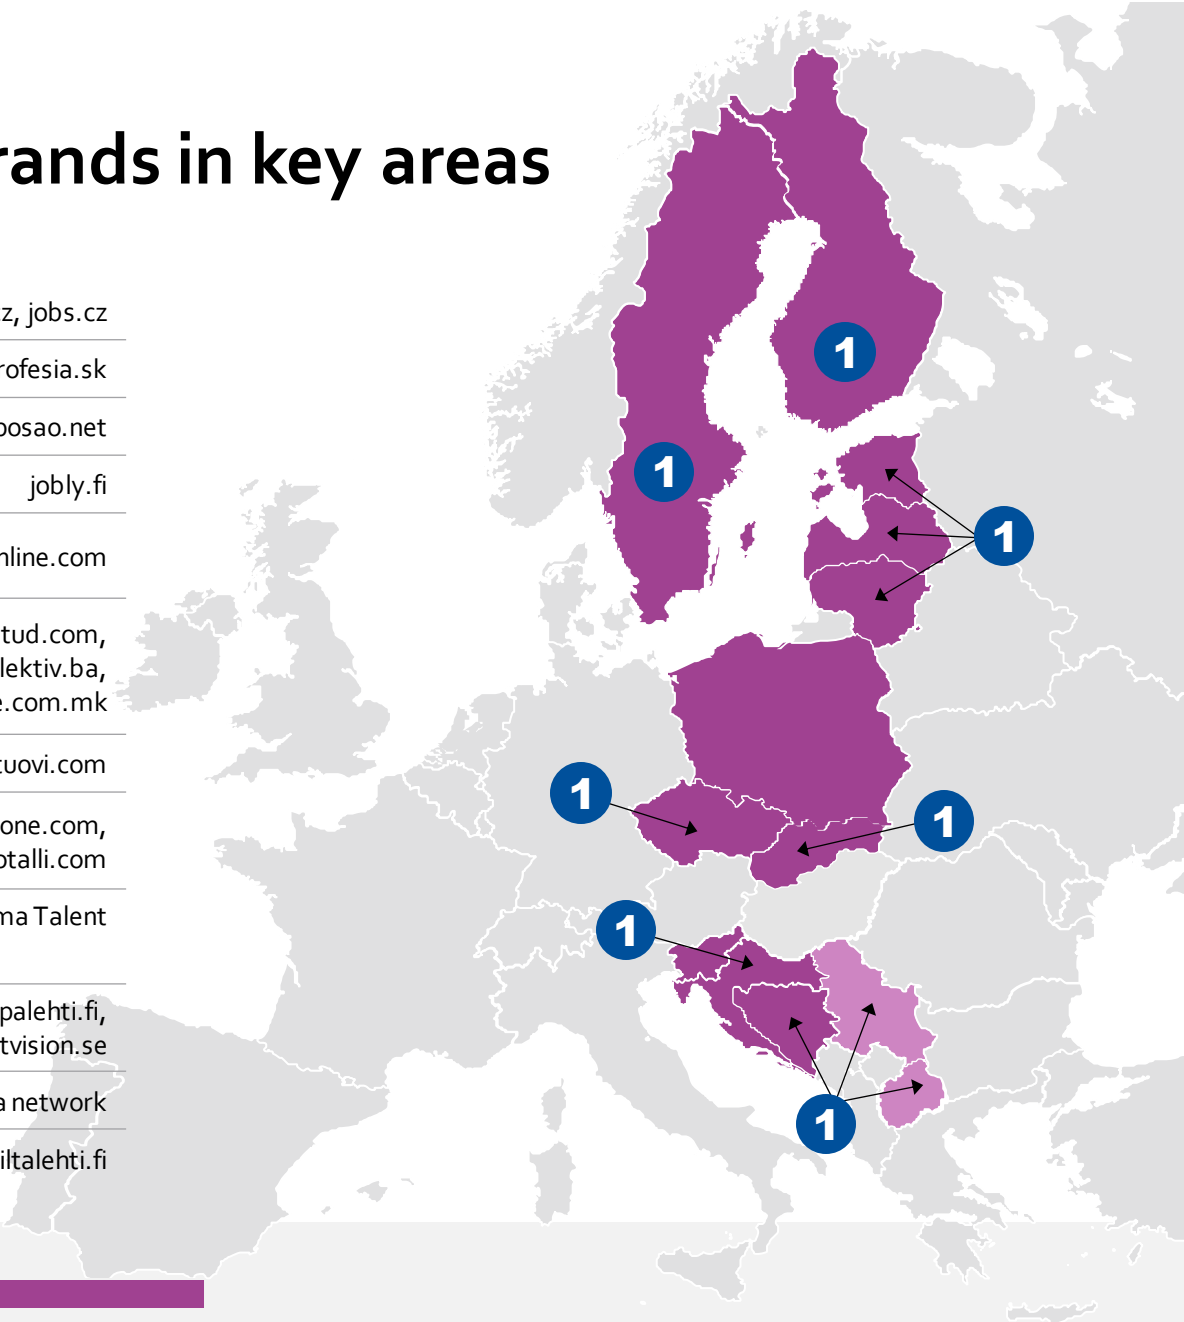 rands in key areas
z, jobs.cz
rofesia.sk
posao.net
jobly.fi
nline.com
tud.com,
lektiv.ba,
e.com.mk
tuovi.com
one.com,
otalli.com
ma Talent
palehti.fi,
tvision.se
a network
iltalehti.fi
1
1
1
1
1
1
1